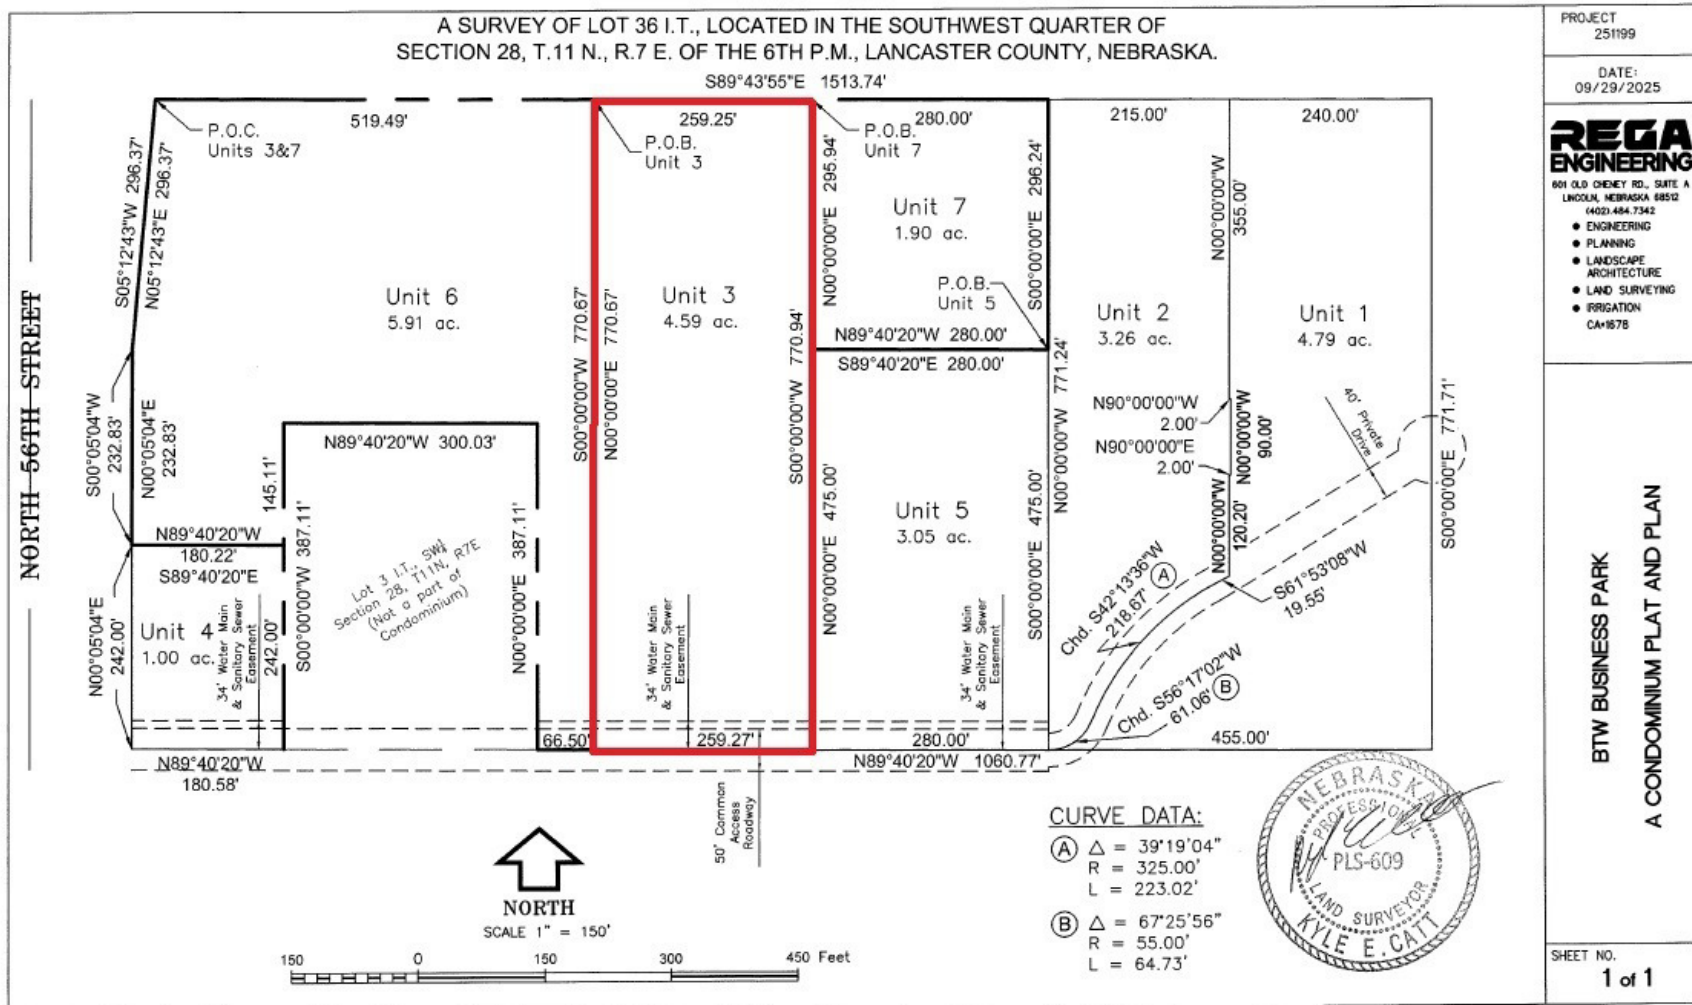 A SURVEY OF LOT 36 I.T., LOCATED IN THE SOUTHWEST QUARTER OF
SECTION 28, T.11 N., R.7 E. OF THE 6TH P.M., LANCASTER COUNTY, NEBRASKA.
S89°43'55"E 1513.74'
519.49'
259.25'
280.00'
215.00'
240.00'
P.O.C.
Units 3&7
P.O.B.
Unit 3
P.O.B.
Unit 7
S05°12'43"W 296.37'
N05°12'43"E 296.37'
N00°00'00"E 295.94'
S00°00'00"E 296.24'
N00°00'00"W
355.00'
Unit 7
1.90 ac.
P.O.B.
Unit 5
Unit 6
5.91 ac.
Unit 3
4.59 ac.
Unit 2
3.26 ac.
Unit 1
4.79 ac.
S00°00'00"W 770.67'
N00°00'00"E 770.67'
S00°00'00"W 770.94'
N89°40'20"W 280.00'
S89°40'20"E 280.00'
N00°00'00"W 771.24'
NORTH 56TH STREET
S00°05'04"W
232.83'
N00°05'04"E
232.83'
N89°40'20"W 300.03'
145.11'
N90°00'00"W
2.00'
N90°00'00"E
2.00'
N00°00'00"W
90.00'
40' Private
Drive
S00°00'00"E 771.71'
N89°40'20"W
180.22'
S89°40'20"E
S00°00'00"W 387.11'
N00°00'00"E 387.11'
Lot 3 I.T., SW¼
Section 28, T11N, R7E
(Not a part of
Condominium)
N00°00'00"E 475.00'
Unit 5
3.05 ac.
S00°00'00"E 475.00'
N00°00'00"W
120.20'
S61°53'08"W
19.55'
Chd. S42°13'36"W
218.67'
A
Chd. S56°17'02"W
61.06'
B
N00°05'04"E
242.00'
Unit 4
1.00 ac.
34' Water Main
& Sanitary Sewer
Easement
242.00'
34' Water Main
& Sanitary Sewer
Easement
34' Water Main
& Sanitary Sewer
Easement
66.50'
259.27'
280.00'
455.00'
N89°40'20"W
180.58'
N89°40'20"W 1060.77'
50' Common
Access
Roadway
NORTH
SCALE 1" = 150'
150 0 150 300 450 Feet
CURVE DATA:
A Δ = 39°19'04"
R = 325.00'
L = 223.02'
B Δ = 67°25'56"
R = 55.00'
L = 64.73'
NEBRASKA
PROFESSIONAL
PLS-609
LAND SURVEYOR
KYLE E. CATT
PROJECT
251199
DATE:
09/29/2025
REGA
ENGINEERING
601 OLD CHENEY RD., SUITE A
LINCOLN, NEBRASKA 68512
(402).484.7342
● ENGINEERING
● PLANNING
● LANDSCAPE
ARCHITECTURE
● LAND SURVEYING
● IRRIGATION
CA#1678
BTW BUSINESS PARK
A CONDOMINIUM PLAT AND PLAN
SHEET NO.
1 of 1